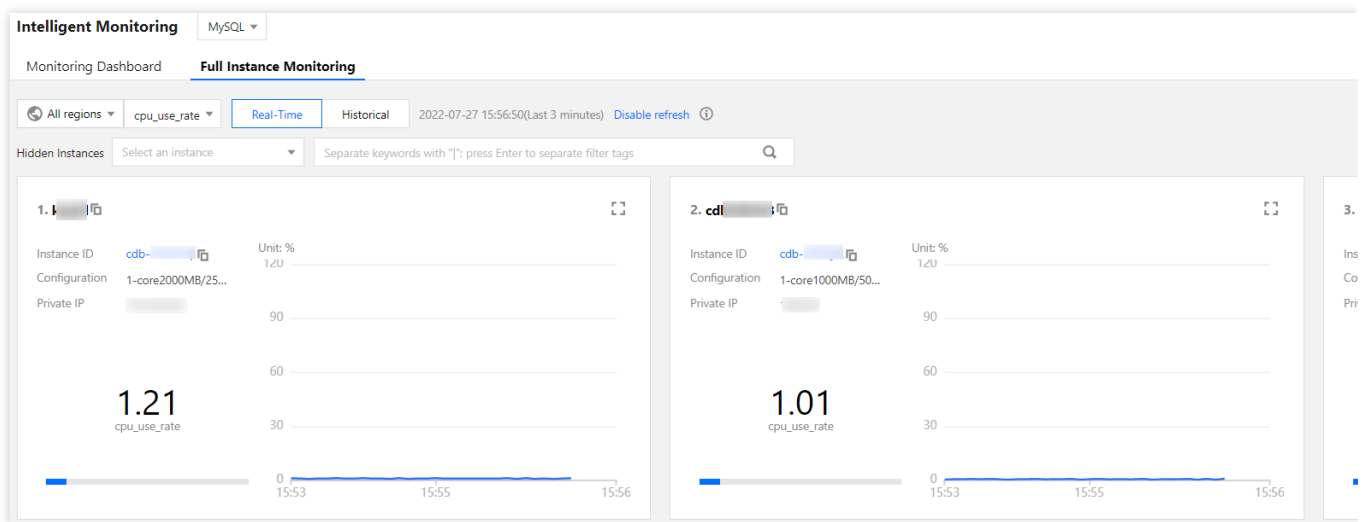 Intelligent Monitoring MySQL
Monitoring Dashboard Full Instance Monitoring
All regions cpu_use_rate Real-Time Historical 2022-07-27 15:56:50(Last 3 minutes) Disable refresh
Hidden Instances Select an instance Separate keywords with "|"; press Enter to separate filter tags
1.
Instance ID cdb-
Configuration 1-core2000MB/25...
Private IP
1.21
cpu_use_rate
Unit: %
120
90
60
30
0
15:53 15:55 15:56
2. cdl
Instance ID cdb-
Configuration 1-core1000MB/50...
Private IP
1.01
cpu_use_rate
Unit: %
120
90
60
30
0
15:53 15:55 15:56
3.
Ins
Co
Pri